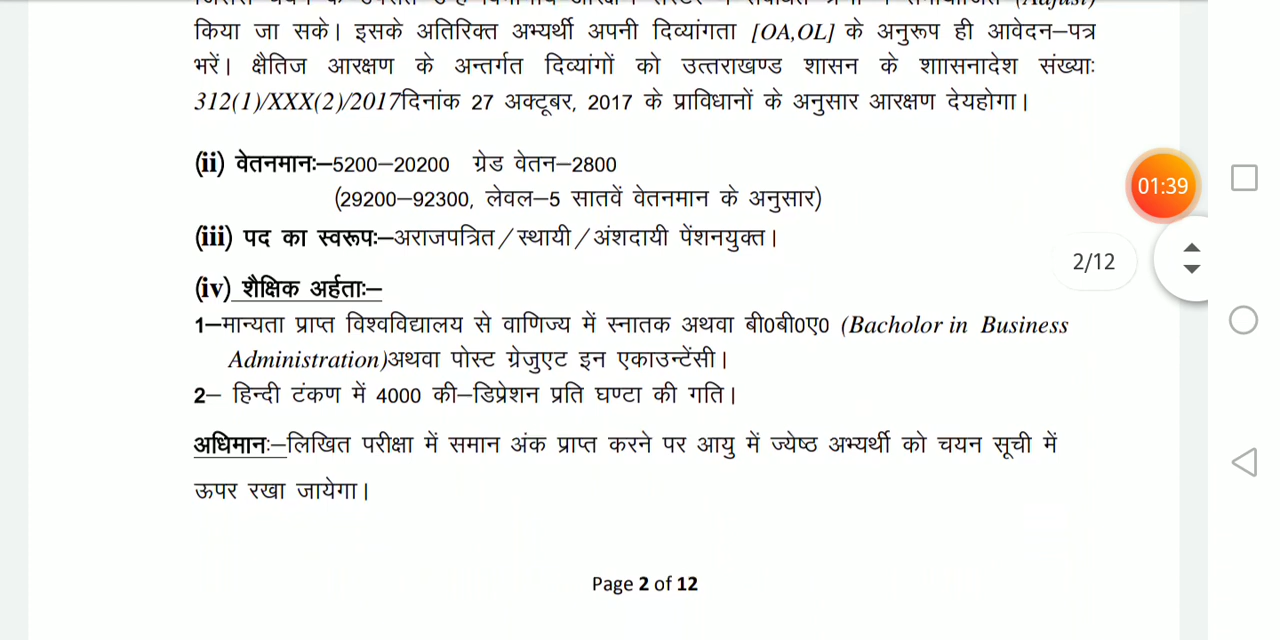 (Adjust)
किया जा सके। इसके अतिरिक्त अभ्यर्थी अपनी दिव्यांगता [OA,OL] के अनुरूप ही आवेदन–पत्र
भरें। क्षैतिज आरक्षण के अन्तर्गत दिव्यांगों को उत्तराखण्ड शासन के शाासनादेश संख्याः
312(1)/XXX(2)/2017दिनांक 27 अक्टूबर, 2017 के प्राविधानों के अनुसार आरक्षण देयहोगा।
(ii) वेतनमानः–5200–20200 ग्रेड वेतन–2800
(29200–92300, लेवल–5 सातवें वेतनमान के अनुसार)
01:39
(iii) पद का स्वरूपः–अराजपत्रित/स्थायी/अंशदायी पेंशनयुक्त।
2/12
(iv) शैक्षिक अर्हताः–
1–मान्यता प्राप्त विश्वविद्यालय से वाणिज्य में स्नातक अथवा बी0बी0ए0 (Bacholor in Business
Administration)अथवा पोस्ट ग्रेजुएट इन एकाउन्टेंसी।
2– हिन्दी टंकण में 4000 की–डिप्रेशन प्रति घण्टा की गति।
अधिमानः–लिखित परीक्षा में समान अंक प्राप्त करने पर आयु में ज्येष्ठ अभ्यर्थी को चयन सूची में
ऊपर रखा जायेगा।
Page 2 of 12